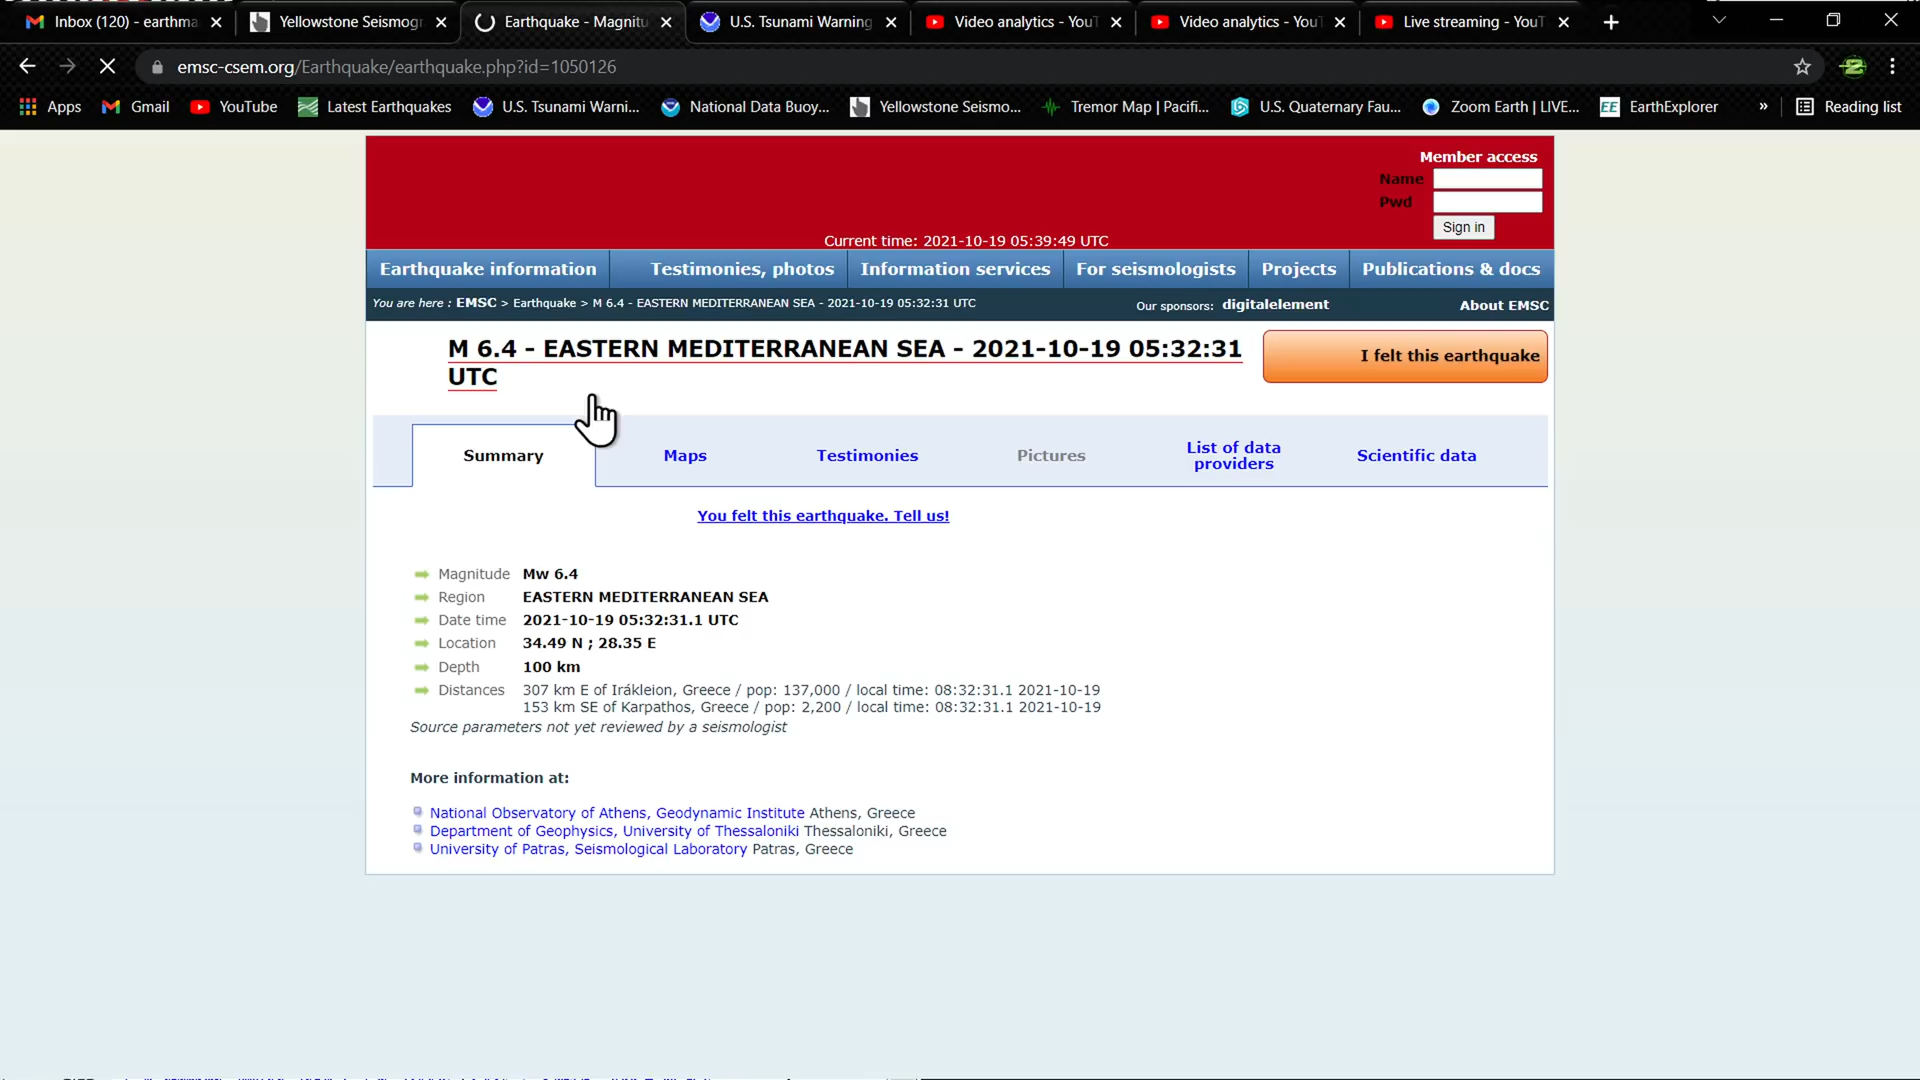 Inbox (120) - earthma
Yellowstone Seismogr
Earthquake - Magnitu
U.S. Tsunami Warning
Video analytics - YouT
Video analytics - YouT
Live streaming - YouT
emsc-csem.org/Earthquake/earthquake.php?id=1050126
Apps
Gmail
YouTube
Latest Earthquakes
U.S. Tsunami Warni...
National Data Buoy...
Yellowstone Seismo...
Tremor Map | Pacifi...
U.S. Quaternary Fau...
Zoom Earth | LIVE...
EE EarthExplorer
»
Reading list
Member access
Name
Pwd
Sign in
Current time: 2021-10-19 05:39:49 UTC
Earthquake information
Testimonies, photos
Information services
For seismologists
Projects
Publications & docs
You are here : EMSC > Earthquake > M 6.4 - EASTERN MEDITERRANEAN SEA - 2021-10-19 05:32:31 UTC
Our sponsors: digitalelement
About EMSC
M 6.4 - EASTERN MEDITERRANEAN SEA - 2021-10-19 05:32:31
UTC
I felt this earthquake
Summary
Maps
Testimonies
Pictures
List of data
providers
Scientific data
You felt this earthquake. Tell us!
Magnitude Mw 6.4
Region EASTERN MEDITERRANEAN SEA
Date time 2021-10-19 05:32:31.1 UTC
Location 34.49 N ; 28.35 E
Depth 100 km
Distances 307 km E of Irákleion, Greece / pop: 137,000 / local time: 08:32:31.1 2021-10-19
153 km SE of Karpathos, Greece / pop: 2,200 / local time: 08:32:31.1 2021-10-19
Source parameters not yet reviewed by a seismologist
More information at:
National Observatory of Athens, Geodynamic Institute Athens, Greece
Department of Geophysics, University of Thessaloniki Thessaloniki, Greece
University of Patras, Seismological Laboratory Patras, Greece